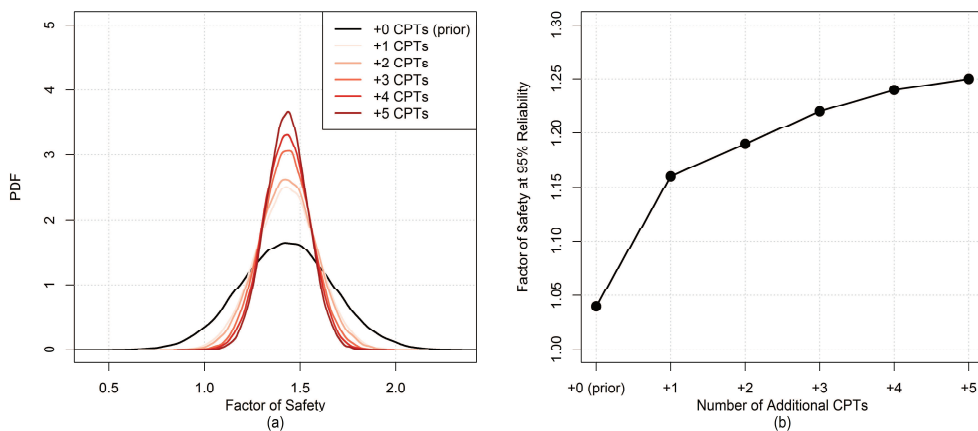 5
4
3
2
1
0
PDF
+0 CPTs (prior)
+1 CPTs
+2 CPTs
+3 CPTs
+4 CPTs
+5 CPTs
0.5 1.0 1.5 2.0
Factor of Safety
(a)
1.30
1.25
1.20
1.15
1.10
1.05
1.00
Factor of Safety at 95% Reliability
+0 (prior) +1 +2 +3 +4 +5
Number of Additional CPTs
(b)